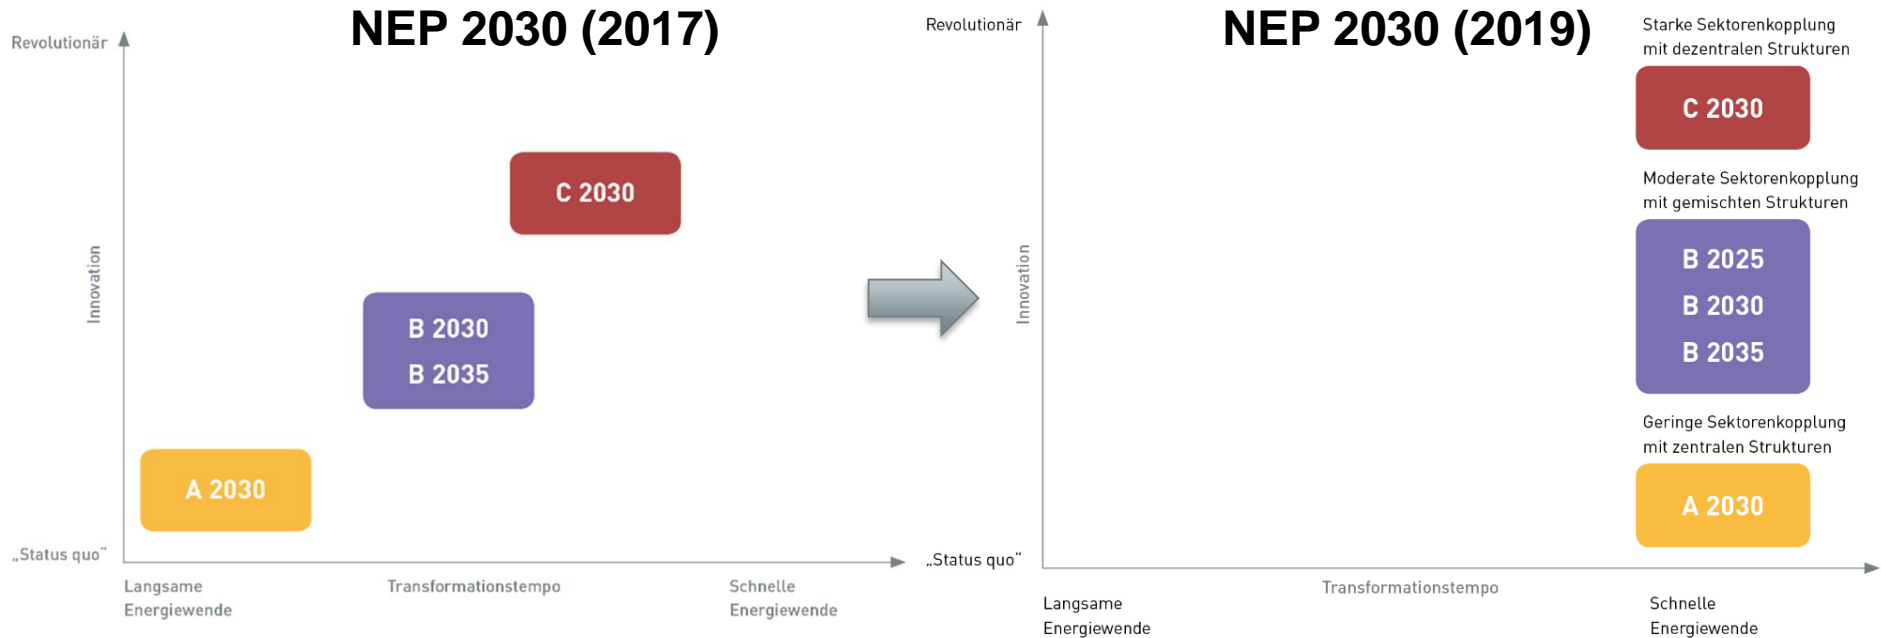 NEP 2030 (2017)
Revolutionär
C 2030
Innovation
B 2030
B 2035
A 2030
„Status quo“
Langsame
Energiewende
Transformationstempo
Schnelle
Energiewende
NEP 2030 (2019)
Revolutionär
Starke Sektorenkopplung
mit dezentralen Strukturen
C 2030
Moderate Sektorenkopplung
mit gemischten Strukturen
Innovation
B 2025
B 2030
B 2035
Geringe Sektorenkopplung
mit zentralen Strukturen
A 2030
„Status quo“
Transformationstempo
Langsame
Energiewende
Schnelle
Energiewende